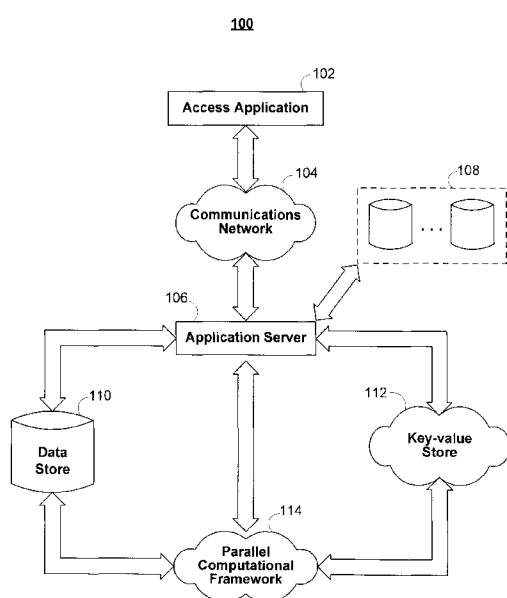 100
102
Access Application
104
Communications
Network
108
...
106
Application Server
110
Data
Store
112
Key-value
Store
114
Parallel
Computational
Framework